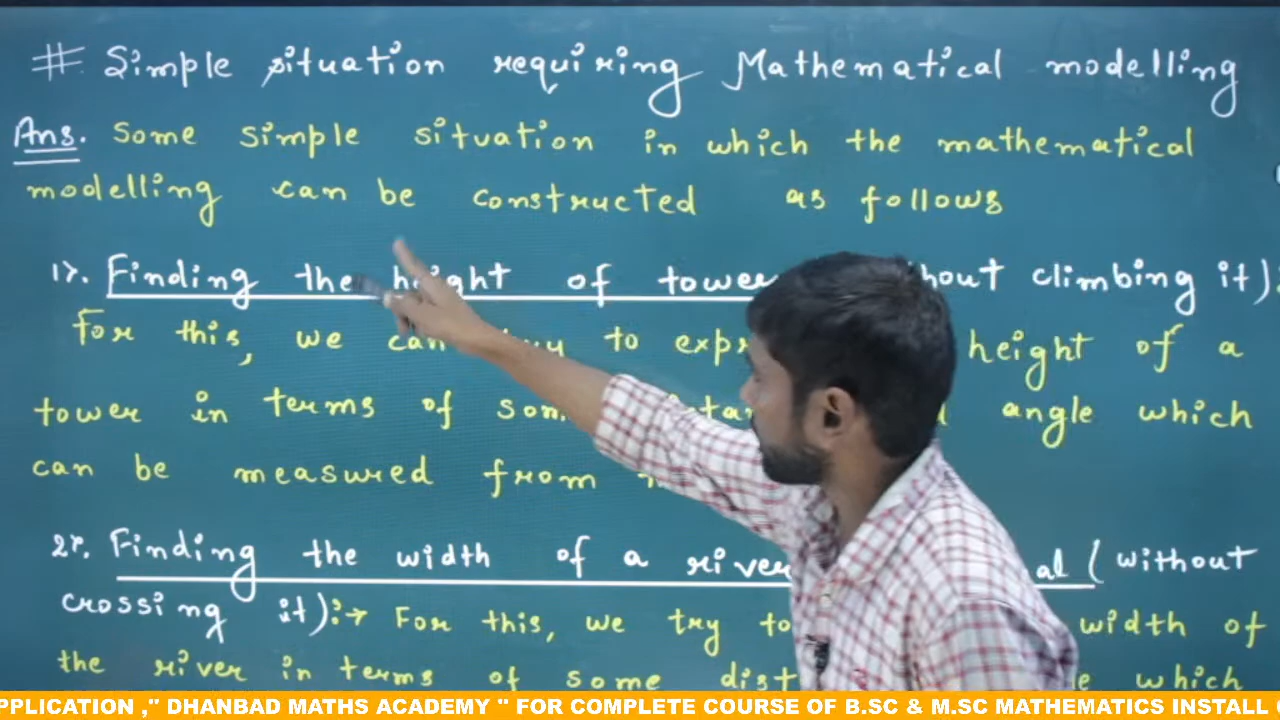 # Simple situation requiring Mathematical modelling
Ans. Some simple situation in which the mathematical
modelling can be constructed as follows
1). Finding the height of tower climbing it):
For this, we can to height of a
tower in terms of angle which
can be measured from
2). Finding the width of a river (without
crossing it):→ For this, we try to width of
the river in terms of some which
PPLICATION ," DHANBAD MATHS ACADEMY " FOR COMPLETE COURSE OF B.SC & M.SC MATHEMATICS INSTALL